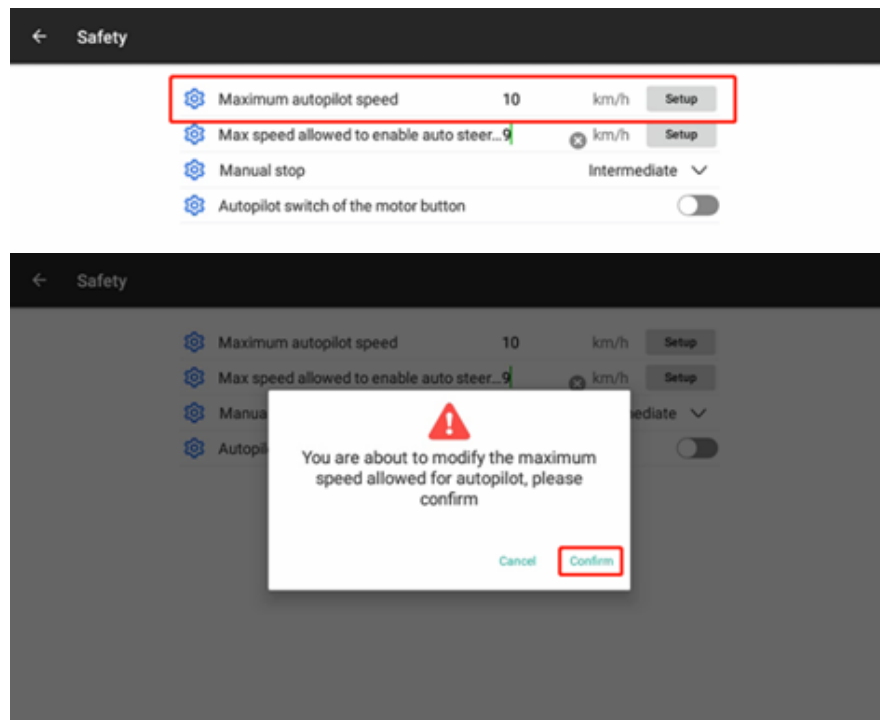 Safety
Maximum autopilot speed 10 km/h Setup
Max speed allowed to enable auto steer...9 km/h Setup
Manual stop Intermediate
Autopilot switch of the motor button
Safety
Maximum autopilot speed 10 km/h Setup
Max speed allowed to enable auto steer...9 km/h Setup
Manua ediate
Autopil
You are about to modify the maximum
speed allowed for autopilot, please
confirm
Cancel Confirm